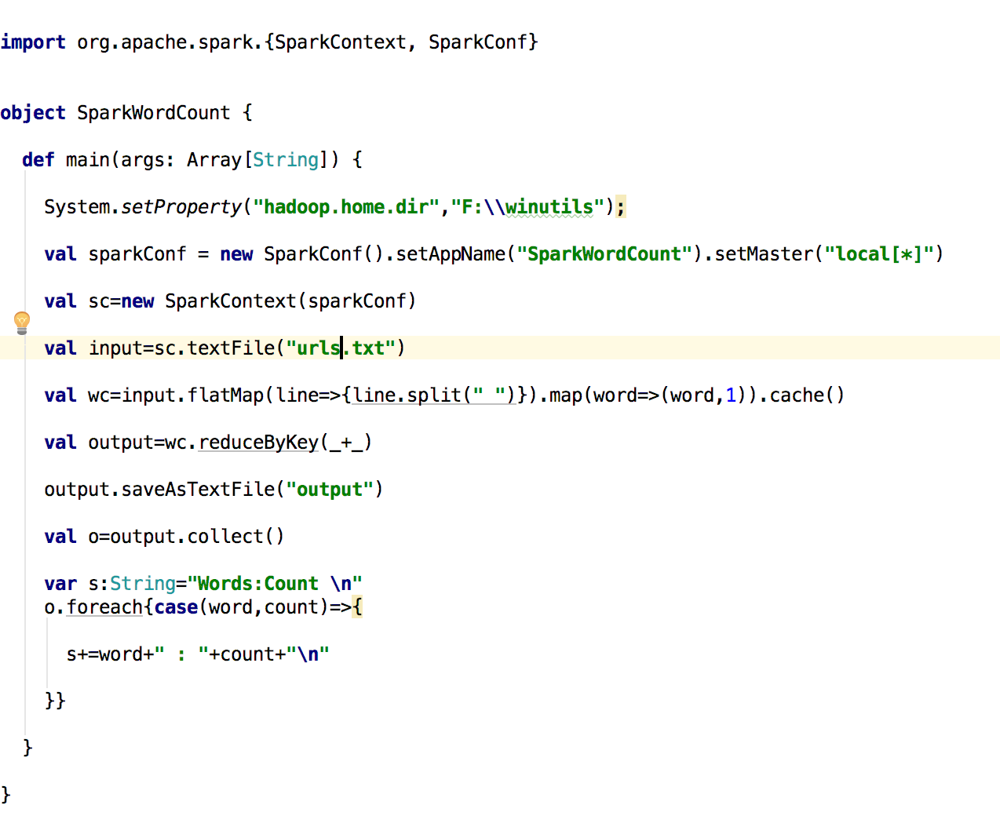 import org.apache.spark.{SparkContext, SparkConf}
object SparkWordCount {
def main(args: Array[String]) {
System.setProperty("hadoop.home.dir","F:\\winutils");
val sparkConf = new SparkConf().setAppName("SparkWordCount").setMaster("local[*]")
val sc=new SparkContext(sparkConf)
val input=sc.textFile("urls.txt")
val wc=input.flatMap(line=>{line.split(" ")}).map(word=>(word,1)).cache()
val output=wc.reduceByKey(_+_)
output.saveAsTextFile("output")
val o=output.collect()
var s:String="Words:Count \n"
o.foreach{case(word,count)=>{
s+=word+" : "+count+"\n"
}}
}
}